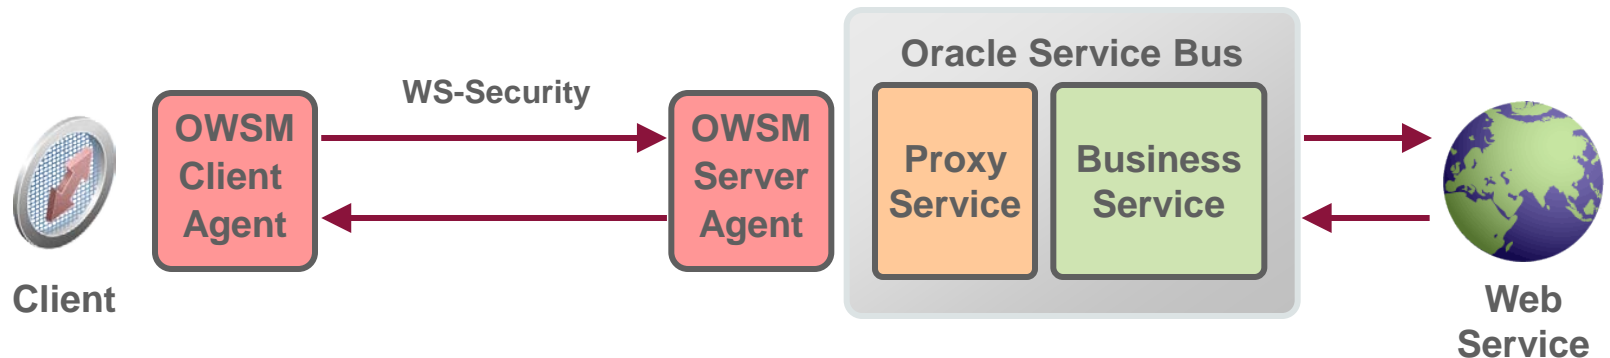 Client
OWSM
Client
Agent
WS-Security
OWSM
Server
Agent
Oracle Service Bus
Proxy
Service
Business
Service
Web
Service